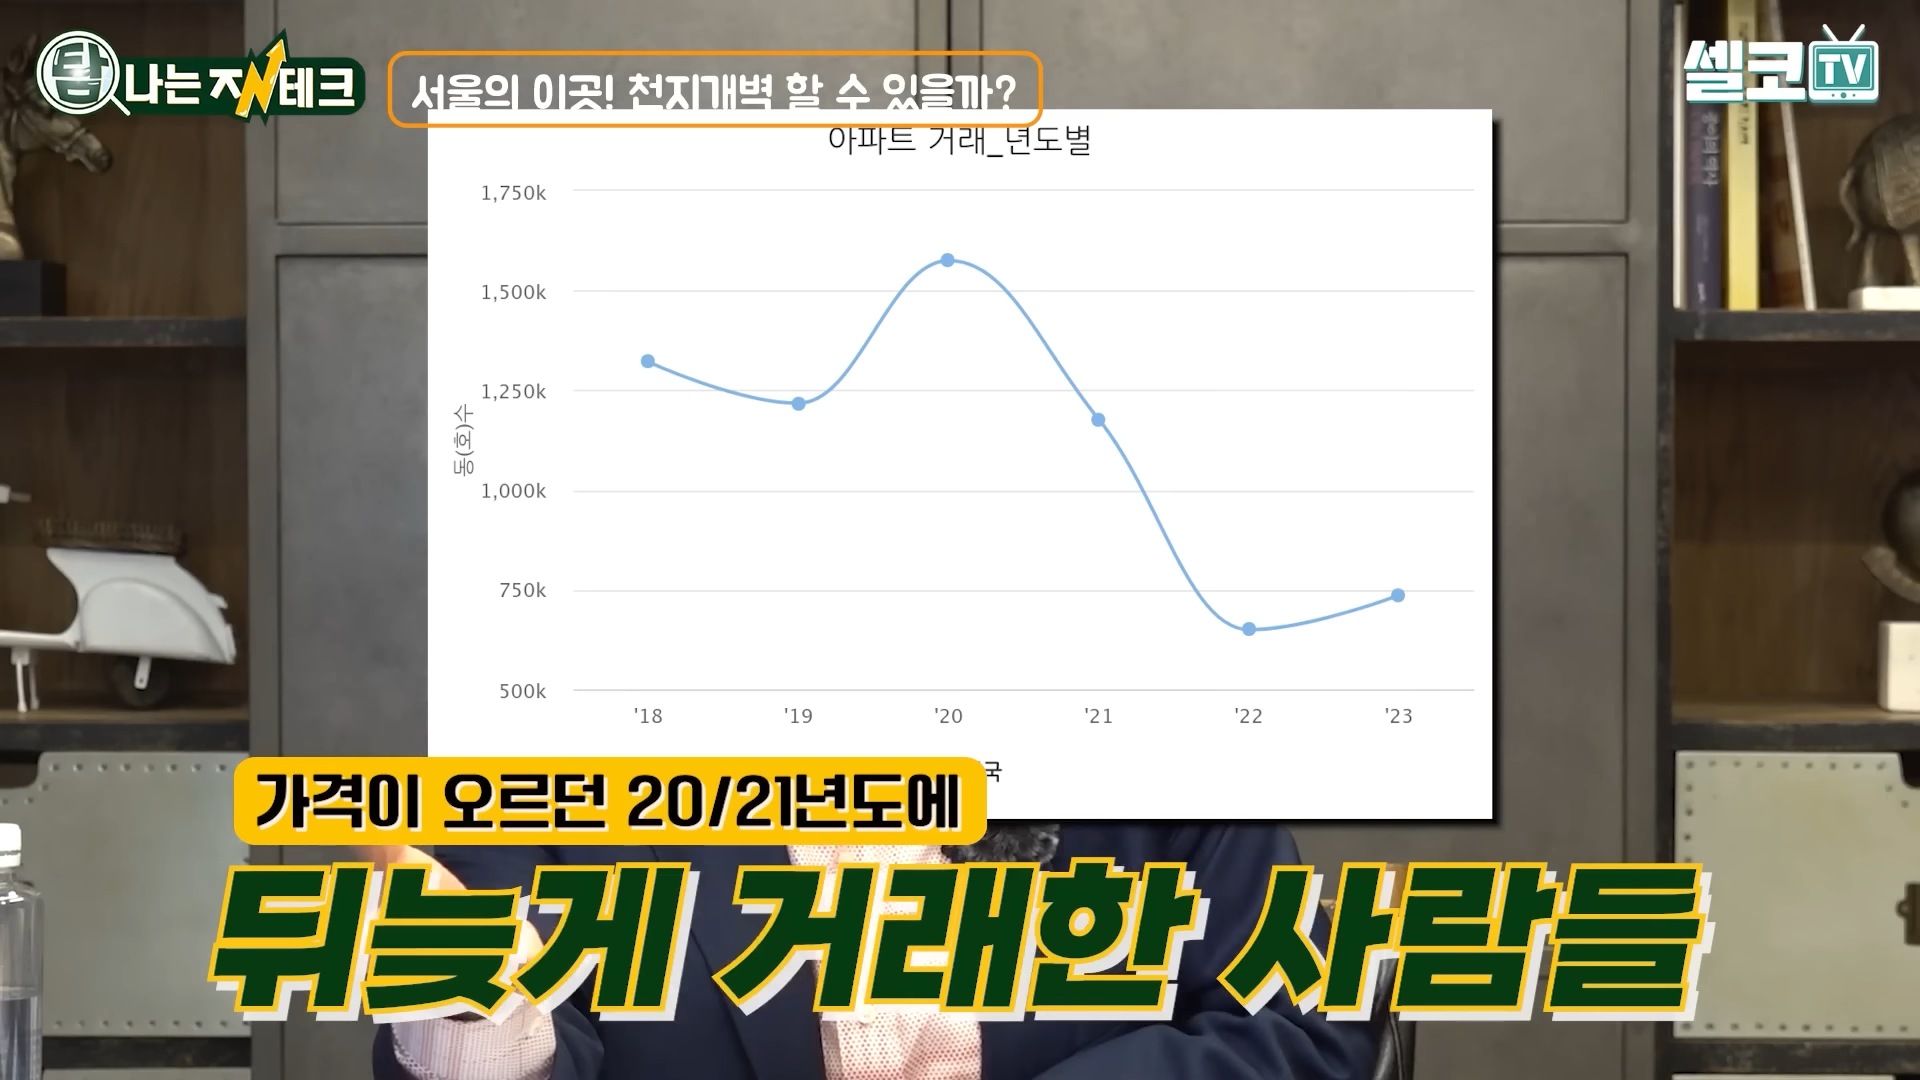 나는 재테크
서울의 이곳! 천지개벽 할 수 있을까?
셀코TV
아파트 거래_년도별
1,750k
1,500k
1,250k
1,000k
750k
500k
동(호)수
'18 '19 '20 '21 '22 '23
국
가격이 오르던 20/21년도에
뒤늦게 거래한 사람들